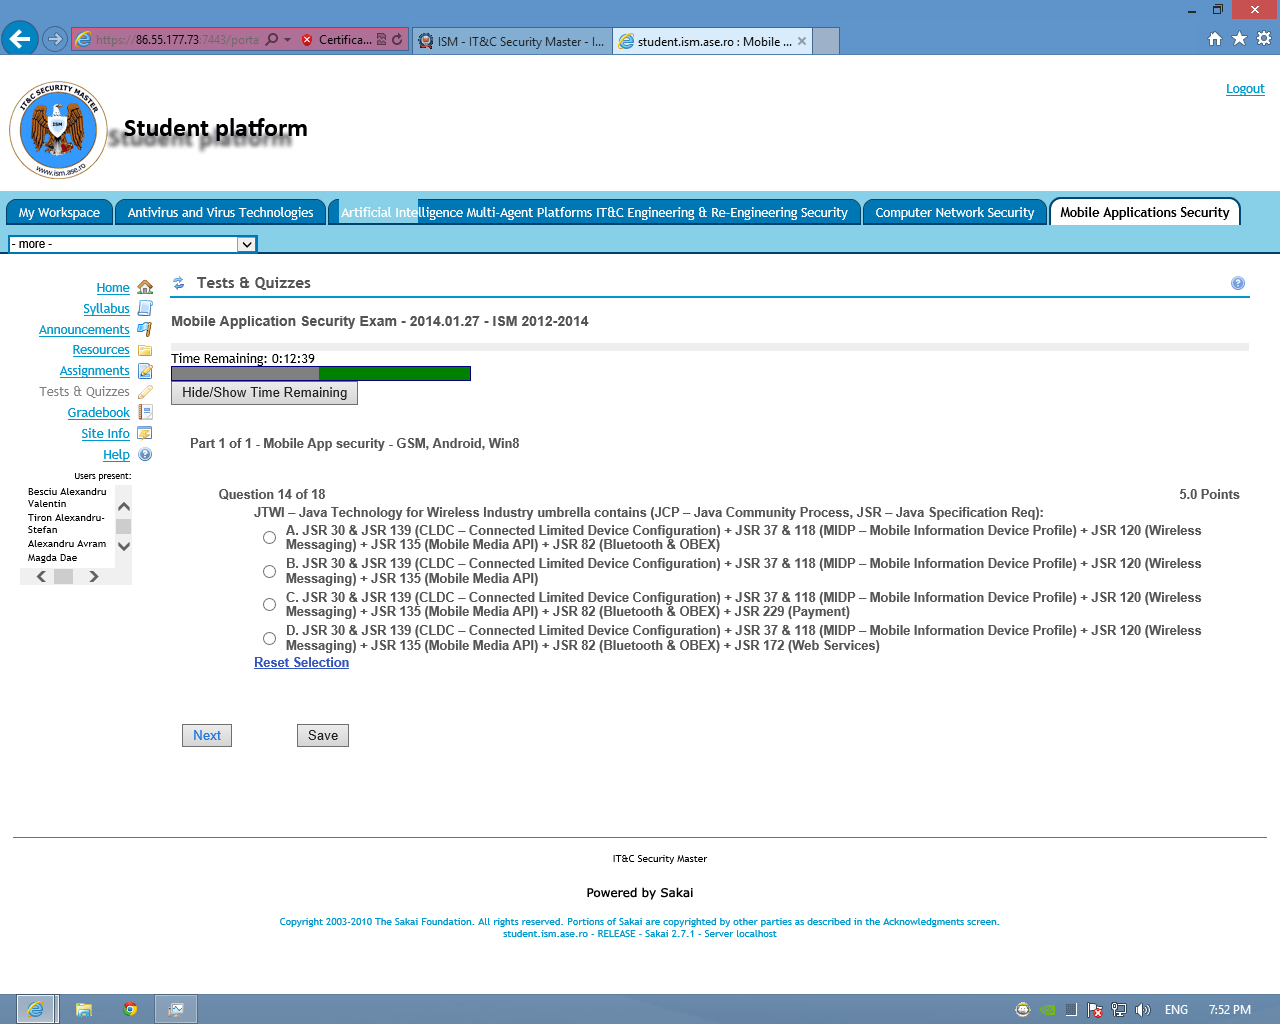 https://86.55.177.73:7443/porta
Certifica...
ISM - IT&C Security Master - I...
student.ism.ase.ro : Mobile ...
Logout
IT&C SECURITY MASTER
ISM
www.ism.ase.ro
Student platform
My Workspace
Antivirus and Virus Technologies
Artificial Intelligence Multi-Agent Platforms IT&C Engineering & Re-Engineering Security
Computer Network Security
Mobile Applications Security
- more -
Home
Syllabus
Announcements
Resources
Assignments
Tests & Quizzes
Gradebook
Site Info
Help
Users present:
Besciu Alexandru
Valentin
Tiron Alexandru-
Stefan
Alexandru Avram
Magda Dae
Tests & Quizzes
Mobile Application Security Exam - 2014.01.27 - ISM 2012-2014
Time Remaining: 0:12:39
Hide/Show Time Remaining
Part 1 of 1 - Mobile App security - GSM, Android, Win8
Question 14 of 18
5.0 Points
JTWI – Java Technology for Wireless Industry umbrella contains (JCP – Java Community Process, JSR – Java Specification Req):
A. JSR 30 & JSR 139 (CLDC – Connected Limited Device Configuration) + JSR 37 & 118 (MIDP – Mobile Information Device Profile) + JSR 120 (Wireless
Messaging) + JSR 135 (Mobile Media API) + JSR 82 (Bluetooth & OBEX)
B. JSR 30 & JSR 139 (CLDC – Connected Limited Device Configuration) + JSR 37 & 118 (MIDP – Mobile Information Device Profile) + JSR 120 (Wireless
Messaging) + JSR 135 (Mobile Media API)
C. JSR 30 & JSR 139 (CLDC – Connected Limited Device Configuration) + JSR 37 & 118 (MIDP – Mobile Information Device Profile) + JSR 120 (Wireless
Messaging) + JSR 135 (Mobile Media API) + JSR 82 (Bluetooth & OBEX) + JSR 229 (Payment)
D. JSR 30 & JSR 139 (CLDC – Connected Limited Device Configuration) + JSR 37 & 118 (MIDP – Mobile Information Device Profile) + JSR 120 (Wireless
Messaging) + JSR 135 (Mobile Media API) + JSR 82 (Bluetooth & OBEX) + JSR 172 (Web Services)
Reset Selection
Next
Save
IT&C Security Master
Powered by Sakai
Copyright 2003-2010 The Sakai Foundation. All rights reserved. Portions of Sakai are copyrighted by other parties as described in the Acknowledgments screen.
student.ism.ase.ro - RELEASE - Sakai 2.7.1 - Server localhost
ENG
7:52 PM